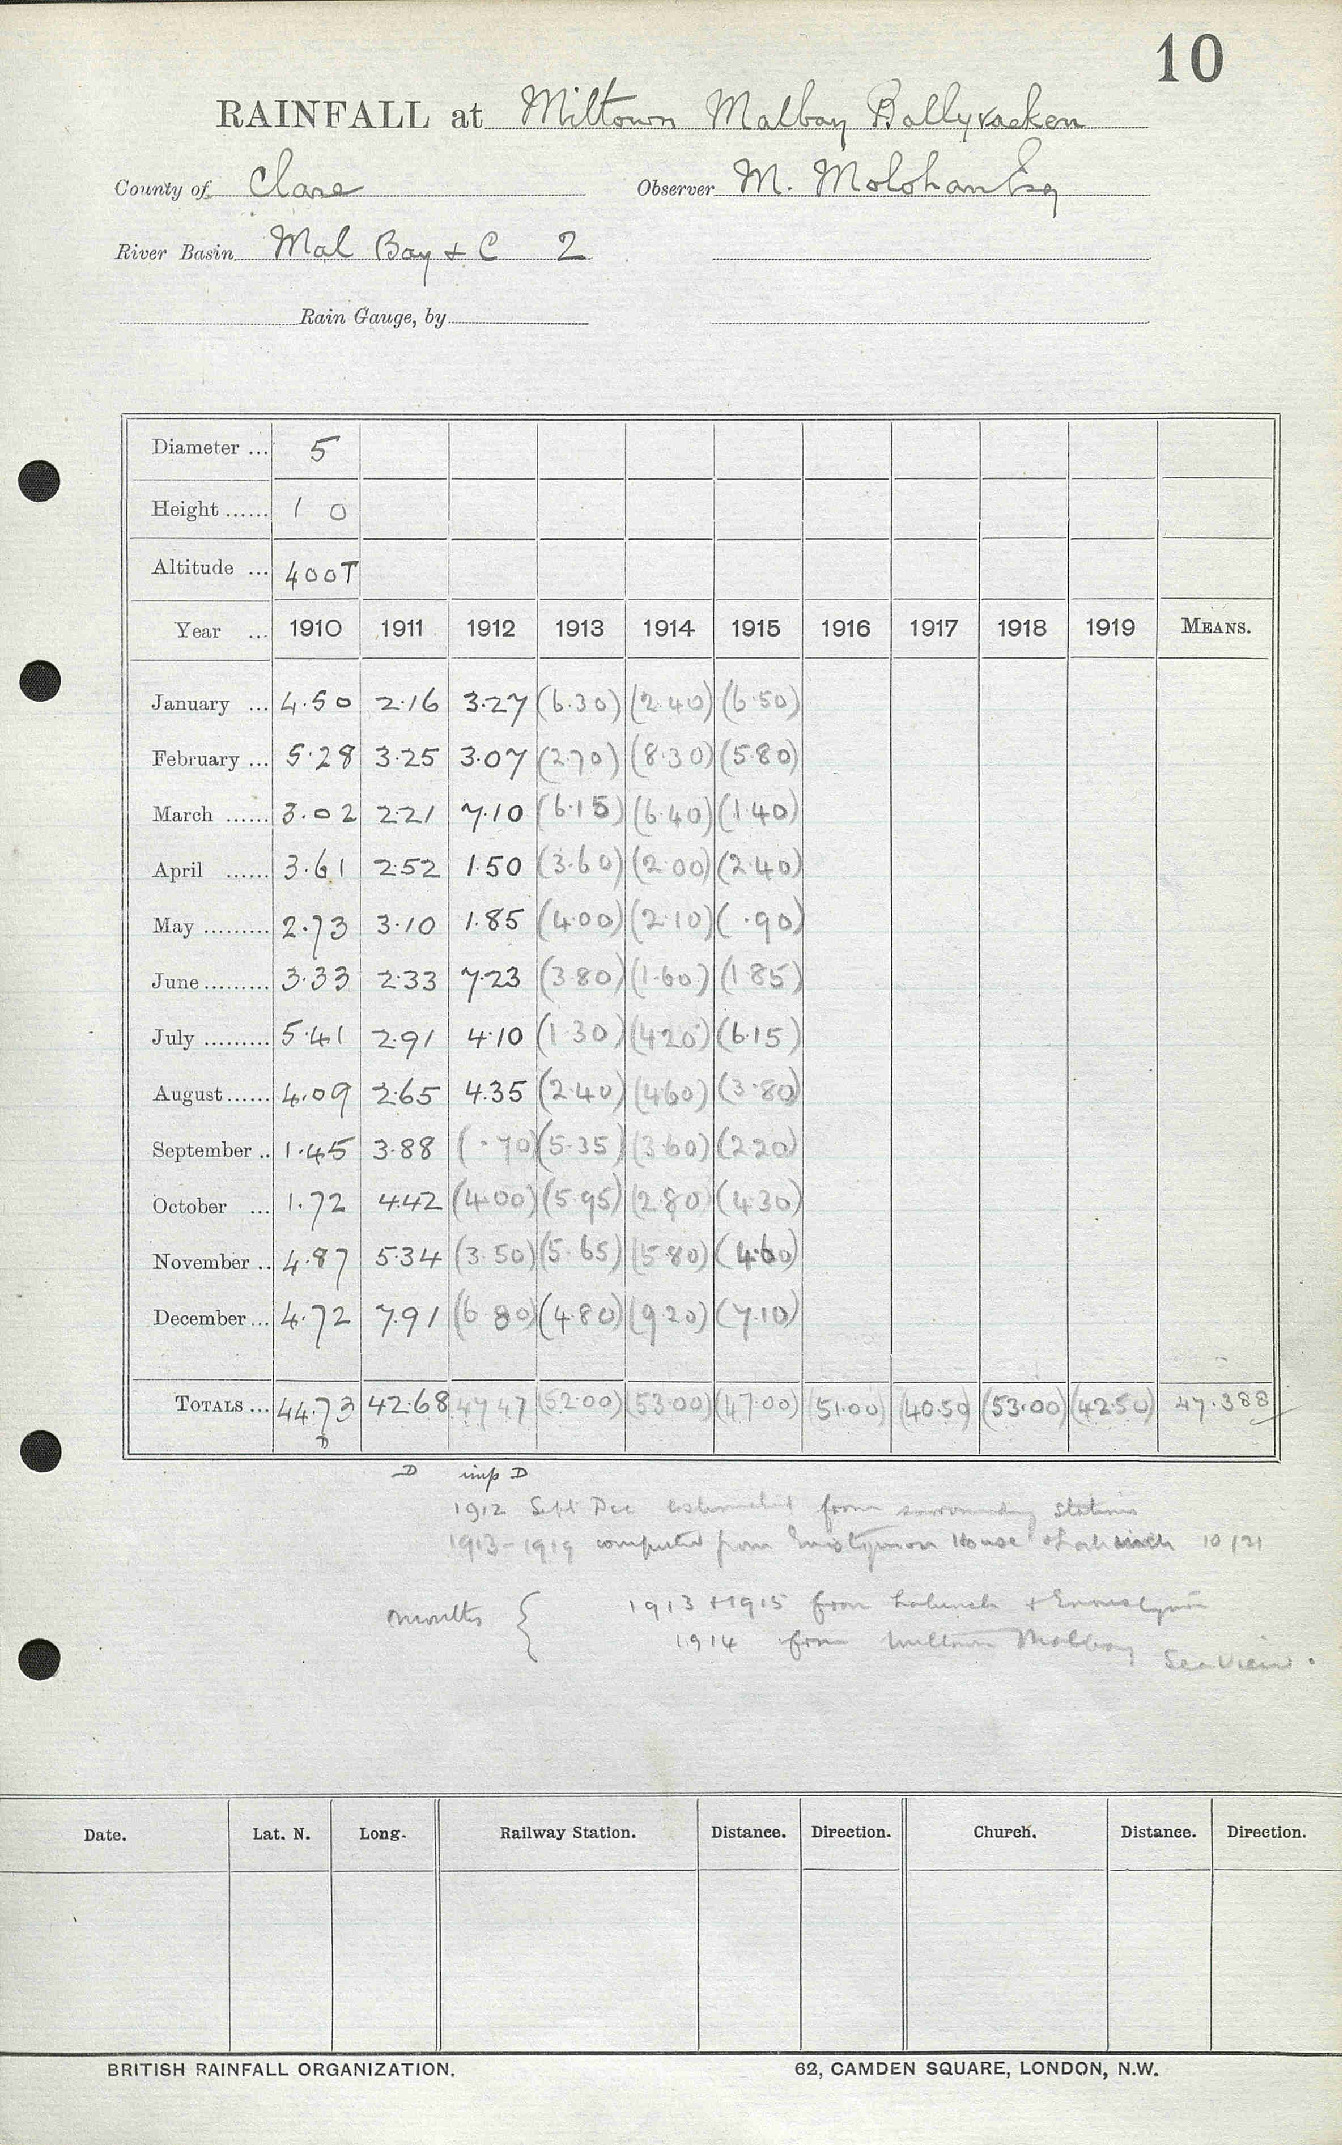 10
RAINFALL at Miltown Malbay Ballyvacken
County of Clare Observer M. Molohan Esq
River Basin Mal Bay & C 2
Rain Gauge, by
Diameter ... 5
Height ...... 1 0
Altitude ... 400T
Year ... 1910 1911 1912 1913 1914 1915 1916 1917 1918 1919 MEANS.
January ... 4.50 2.16 3.27 (6.30) (2.40) (6.50)
February ... 5.28 3.25 3.07 (2.70) (8.30) (5.80)
March ...... 3.02 2.21 7.10 (6.15) (6.40) (1.40)
April ...... 3.61 2.52 1.50 (3.60) (2.00) (2.40)
May ......... 2.73 3.10 1.85 (4.00) (2.10) (.90)
June ......... 3.33 2.33 7.23 (3.80) (1.60) (1.85)
July ......... 5.41 2.91 4.10 (1.30) (4.20) (6.15)
August ...... 4.09 2.65 4.35 (2.40) (4.60) (3.80)
September .. 1.45 3.88 (.70) (5.35) (3.60) (2.20)
October ... 1.72 4.42 (4.00) (5.95) (2.80) (4.30)
November .. 4.87 5.34 (3.50) (5.65) (5.80) (4.60)
December ... 4.72 7.91 (6.80) (4.80) (9.20) (7.10)
TOTALS ... 44.73 42.68 47.47 (52.00) (53.00) (47.00) (51.00) (40.50) (53.00) (42.50) 47.388
D D imp D
1912 Sept Dec estimated from surrounding stations
1913-1919 computed from Ennistymon House & Lahinch 10/21
months { 1913 + 1915 from Lahinch & Ennistymon
1914 from Milltown Malbay Sea View.
Date. Lat. N. Long. Railway Station. Distance. Direction. Church. Distance. Direction.
BRITISH RAINFALL ORGANIZATION. 62, CAMDEN SQUARE, LONDON, N.W.